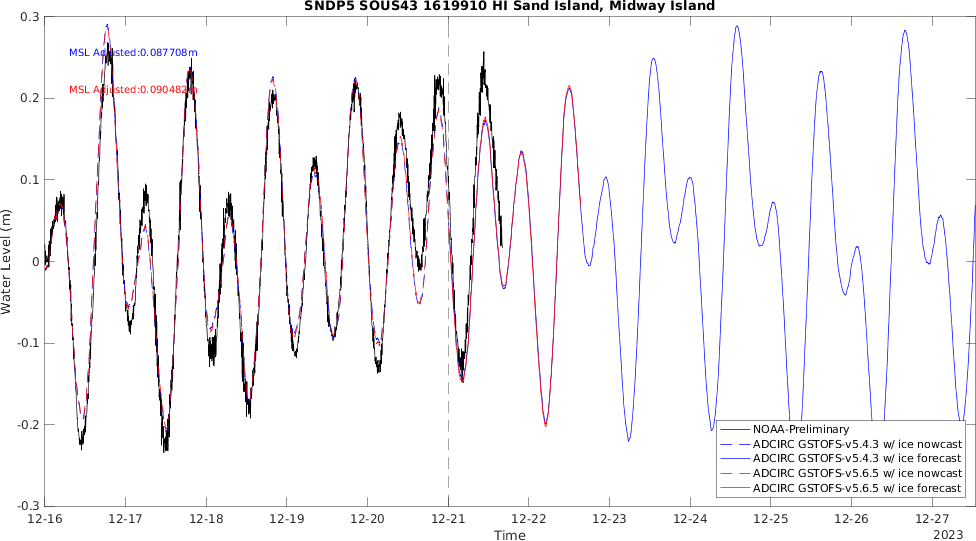 SNDP5 SOUS43 1619910 HI Sand Island, Midway Island
0.3
MSL Adjusted:0.087708m
MSL Adjusted:0.090482m
0.2
0.1
0
-0.1
-0.2
-0.3
Water Level (m)
NOAA-Preliminary
ADCIRC GSTOFS-v5.4.3 w/ ice nowcast
ADCIRC GSTOFS-v5.4.3 w/ ice forecast
ADCIRC GSTOFS-v5.6.5 w/ ice nowcast
ADCIRC GSTOFS-v5.6.5 w/ ice forecast
12-16 12-17 12-18 12-19 12-20 12-21 12-22 12-23 12-24 12-25 12-26 12-27
Time
2023